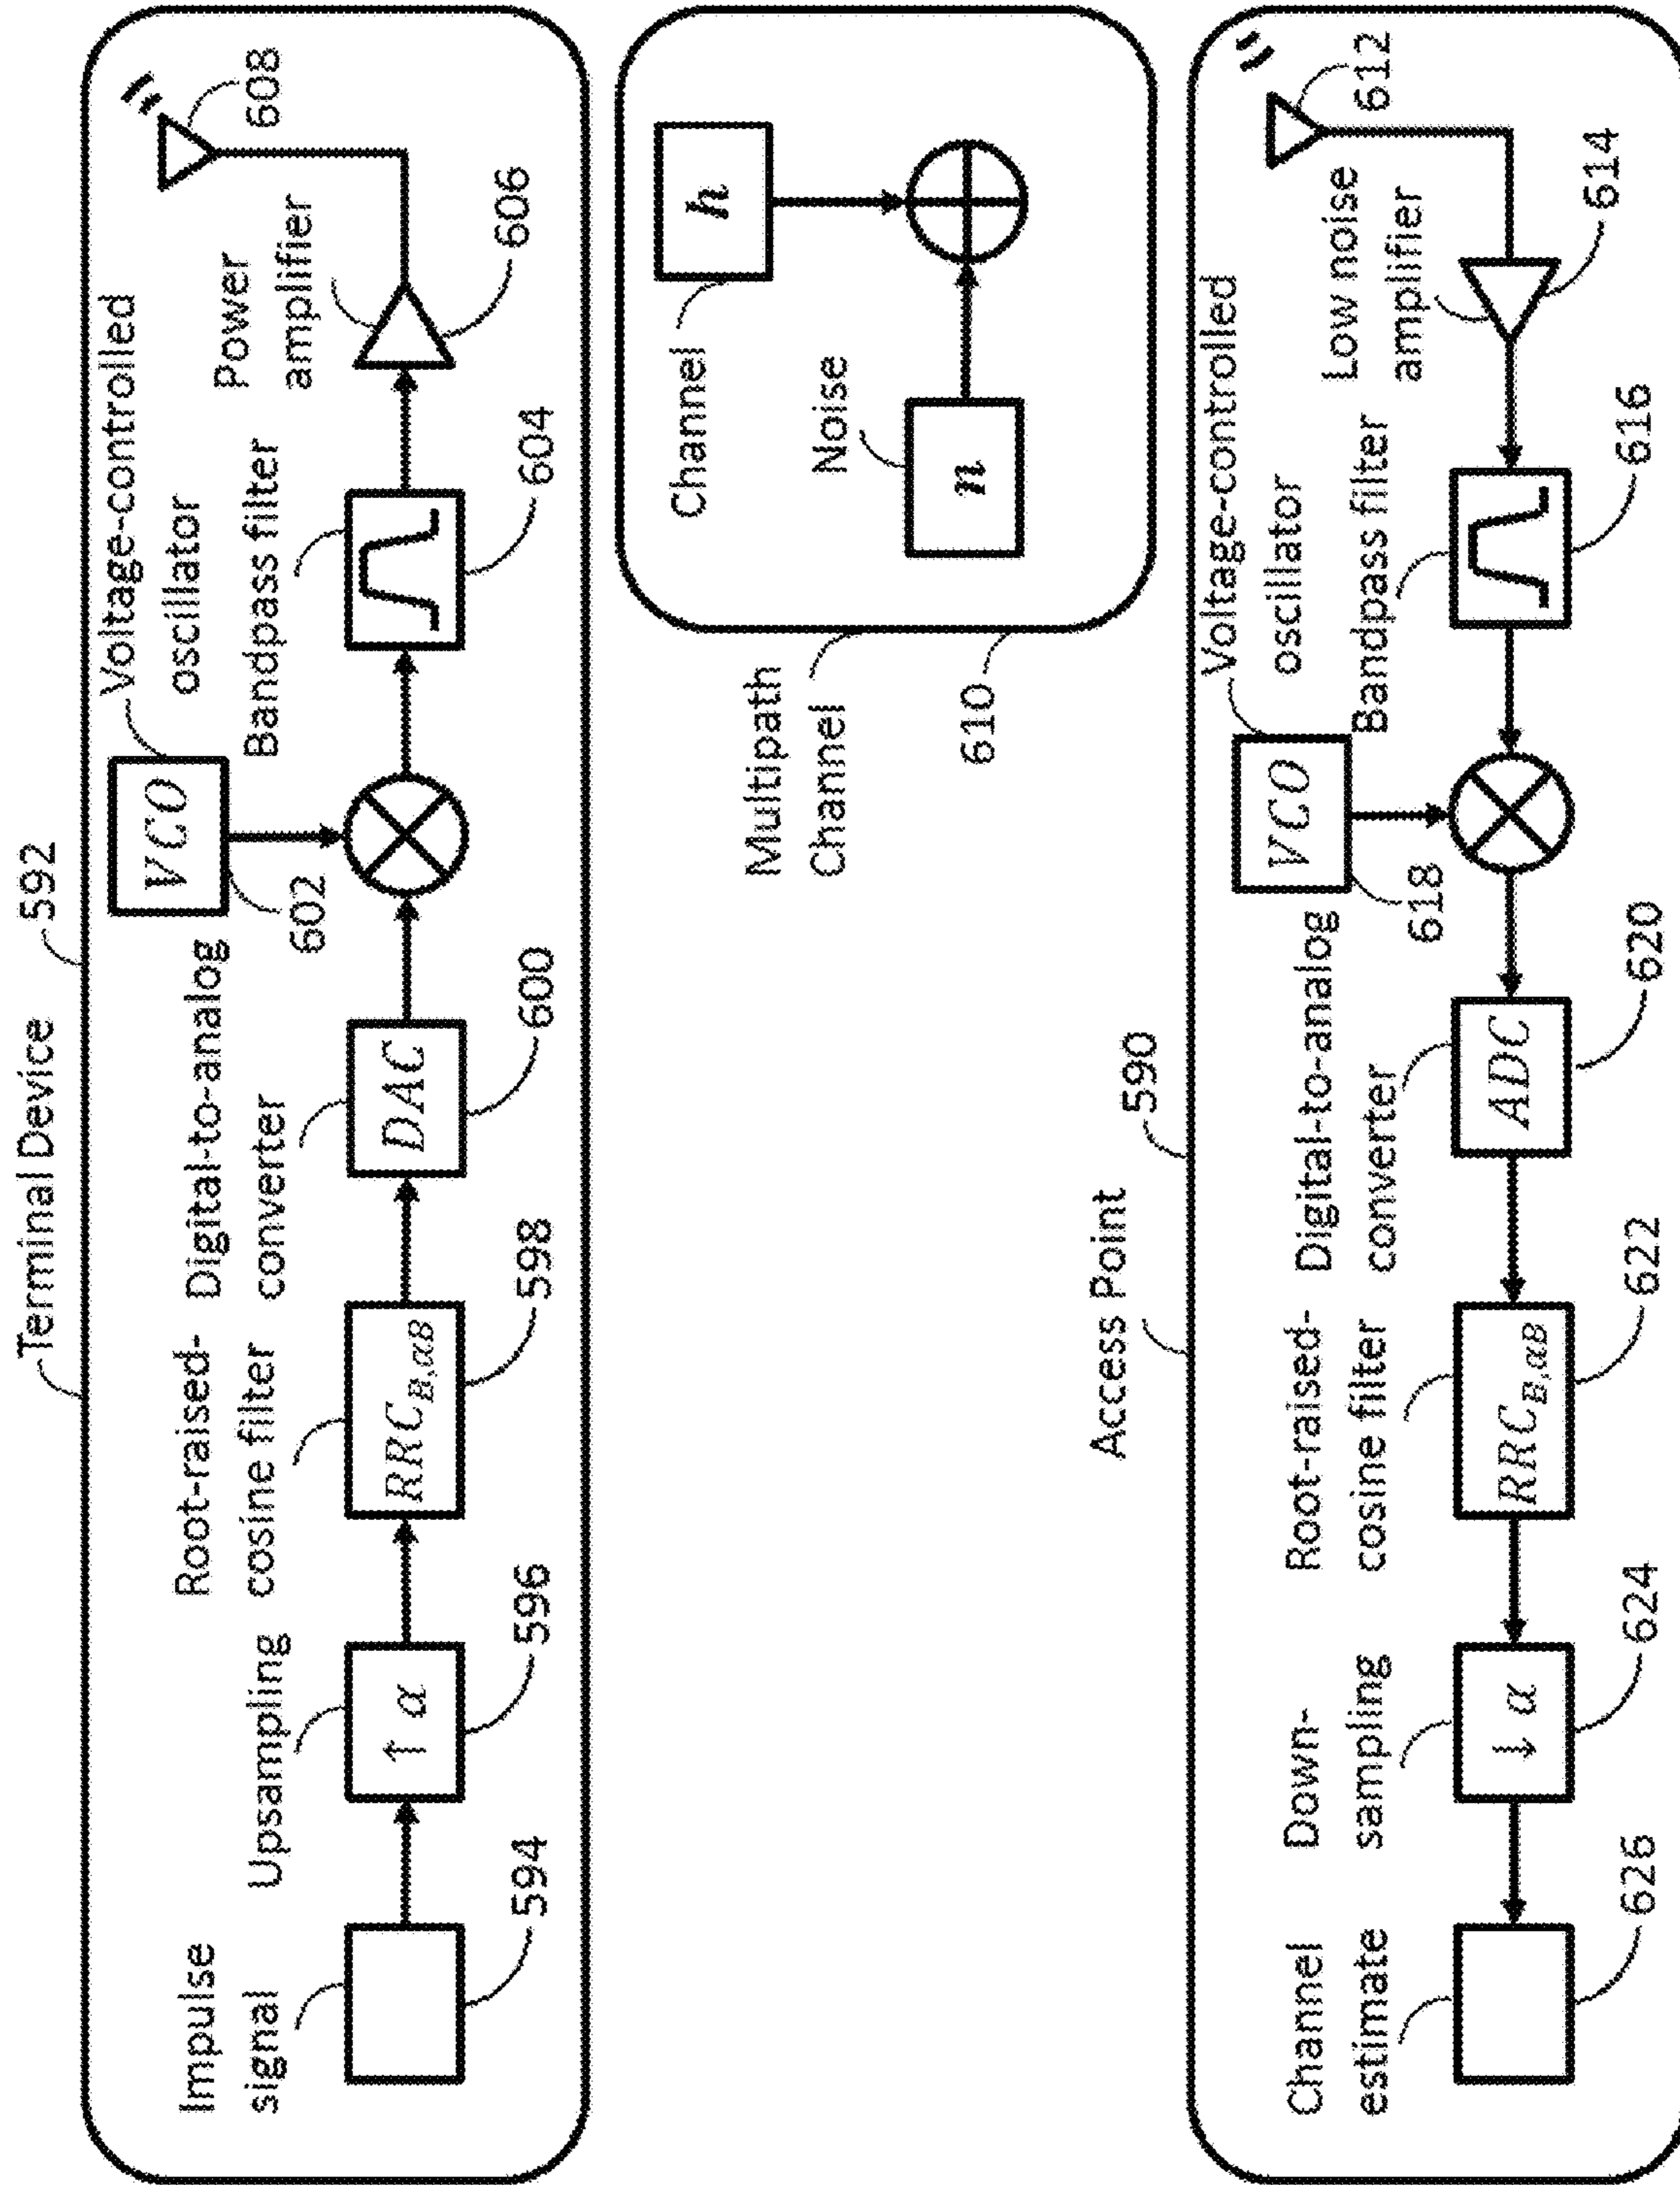 Terminal Device 592
Impulse
signal
594
Upsampling
↑ α
596
Root-raised-
cosine filter
RRC_{B,αB}
598
Digital-to-analog
converter
DAC
600
Voltage-controlled
oscillator
VCO
602
Bandpass filter
604
Power
amplifier
606
608
Multipath
Channel
610
Channel
h
Noise
n
Access Point 590
612
Low noise
amplifier
614
Bandpass filter
616
Voltage-controlled
oscillator
VCO
618
Digital-to-analog
converter
ADC
620
Root-raised-
cosine filter
RRC_{B,αB}
622
Down-
sampling
↓ α
624
Channel
estimate
626